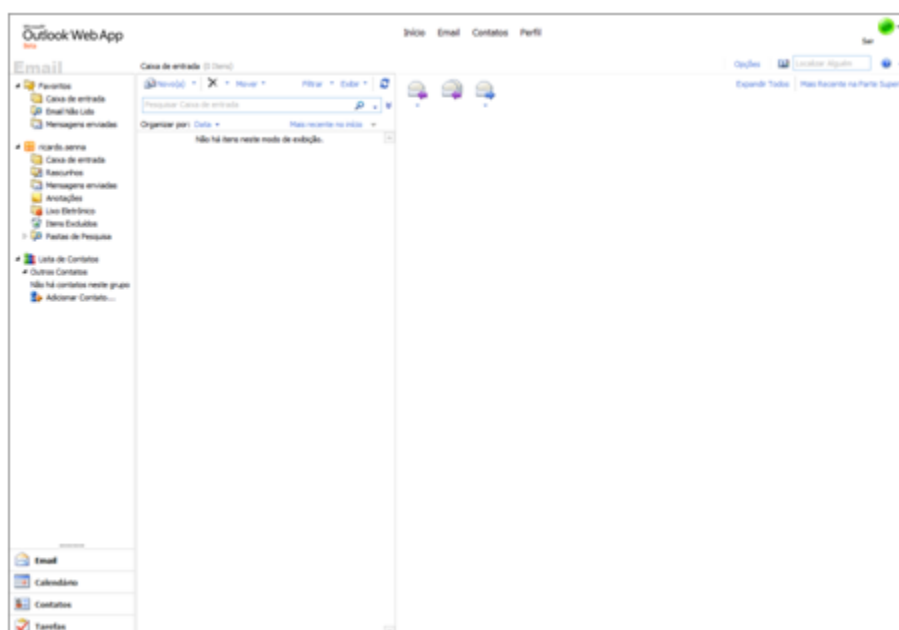 Microsoft
Outlook Web App
Beta
Início Email Contatos Perfil
Email
Caixa de entrada (0 Itens)
Opções Localizar Alguém
Favoritos
Caixa de entrada
Email Não Lido
Mensagens enviadas
ricardo.senna
Caixa de entrada
Rascunhos
Mensagens enviadas
Anotações
Lixo Eletrônico
Itens Excluídos
Pastas de Pesquisa
Lista de Contatos
Outros Contatos
Não há contatos neste grupo
Adicionar Contato...
Novo(a) Mover Filtrar Exibir
Pesquisar Caixa de entrada
Organizar por: Data Mais recente no início
Não há itens neste modo de exibição.
Expandir Todos Mais Recente na Parte Super
Email
Calendário
Contatos
Tarefas